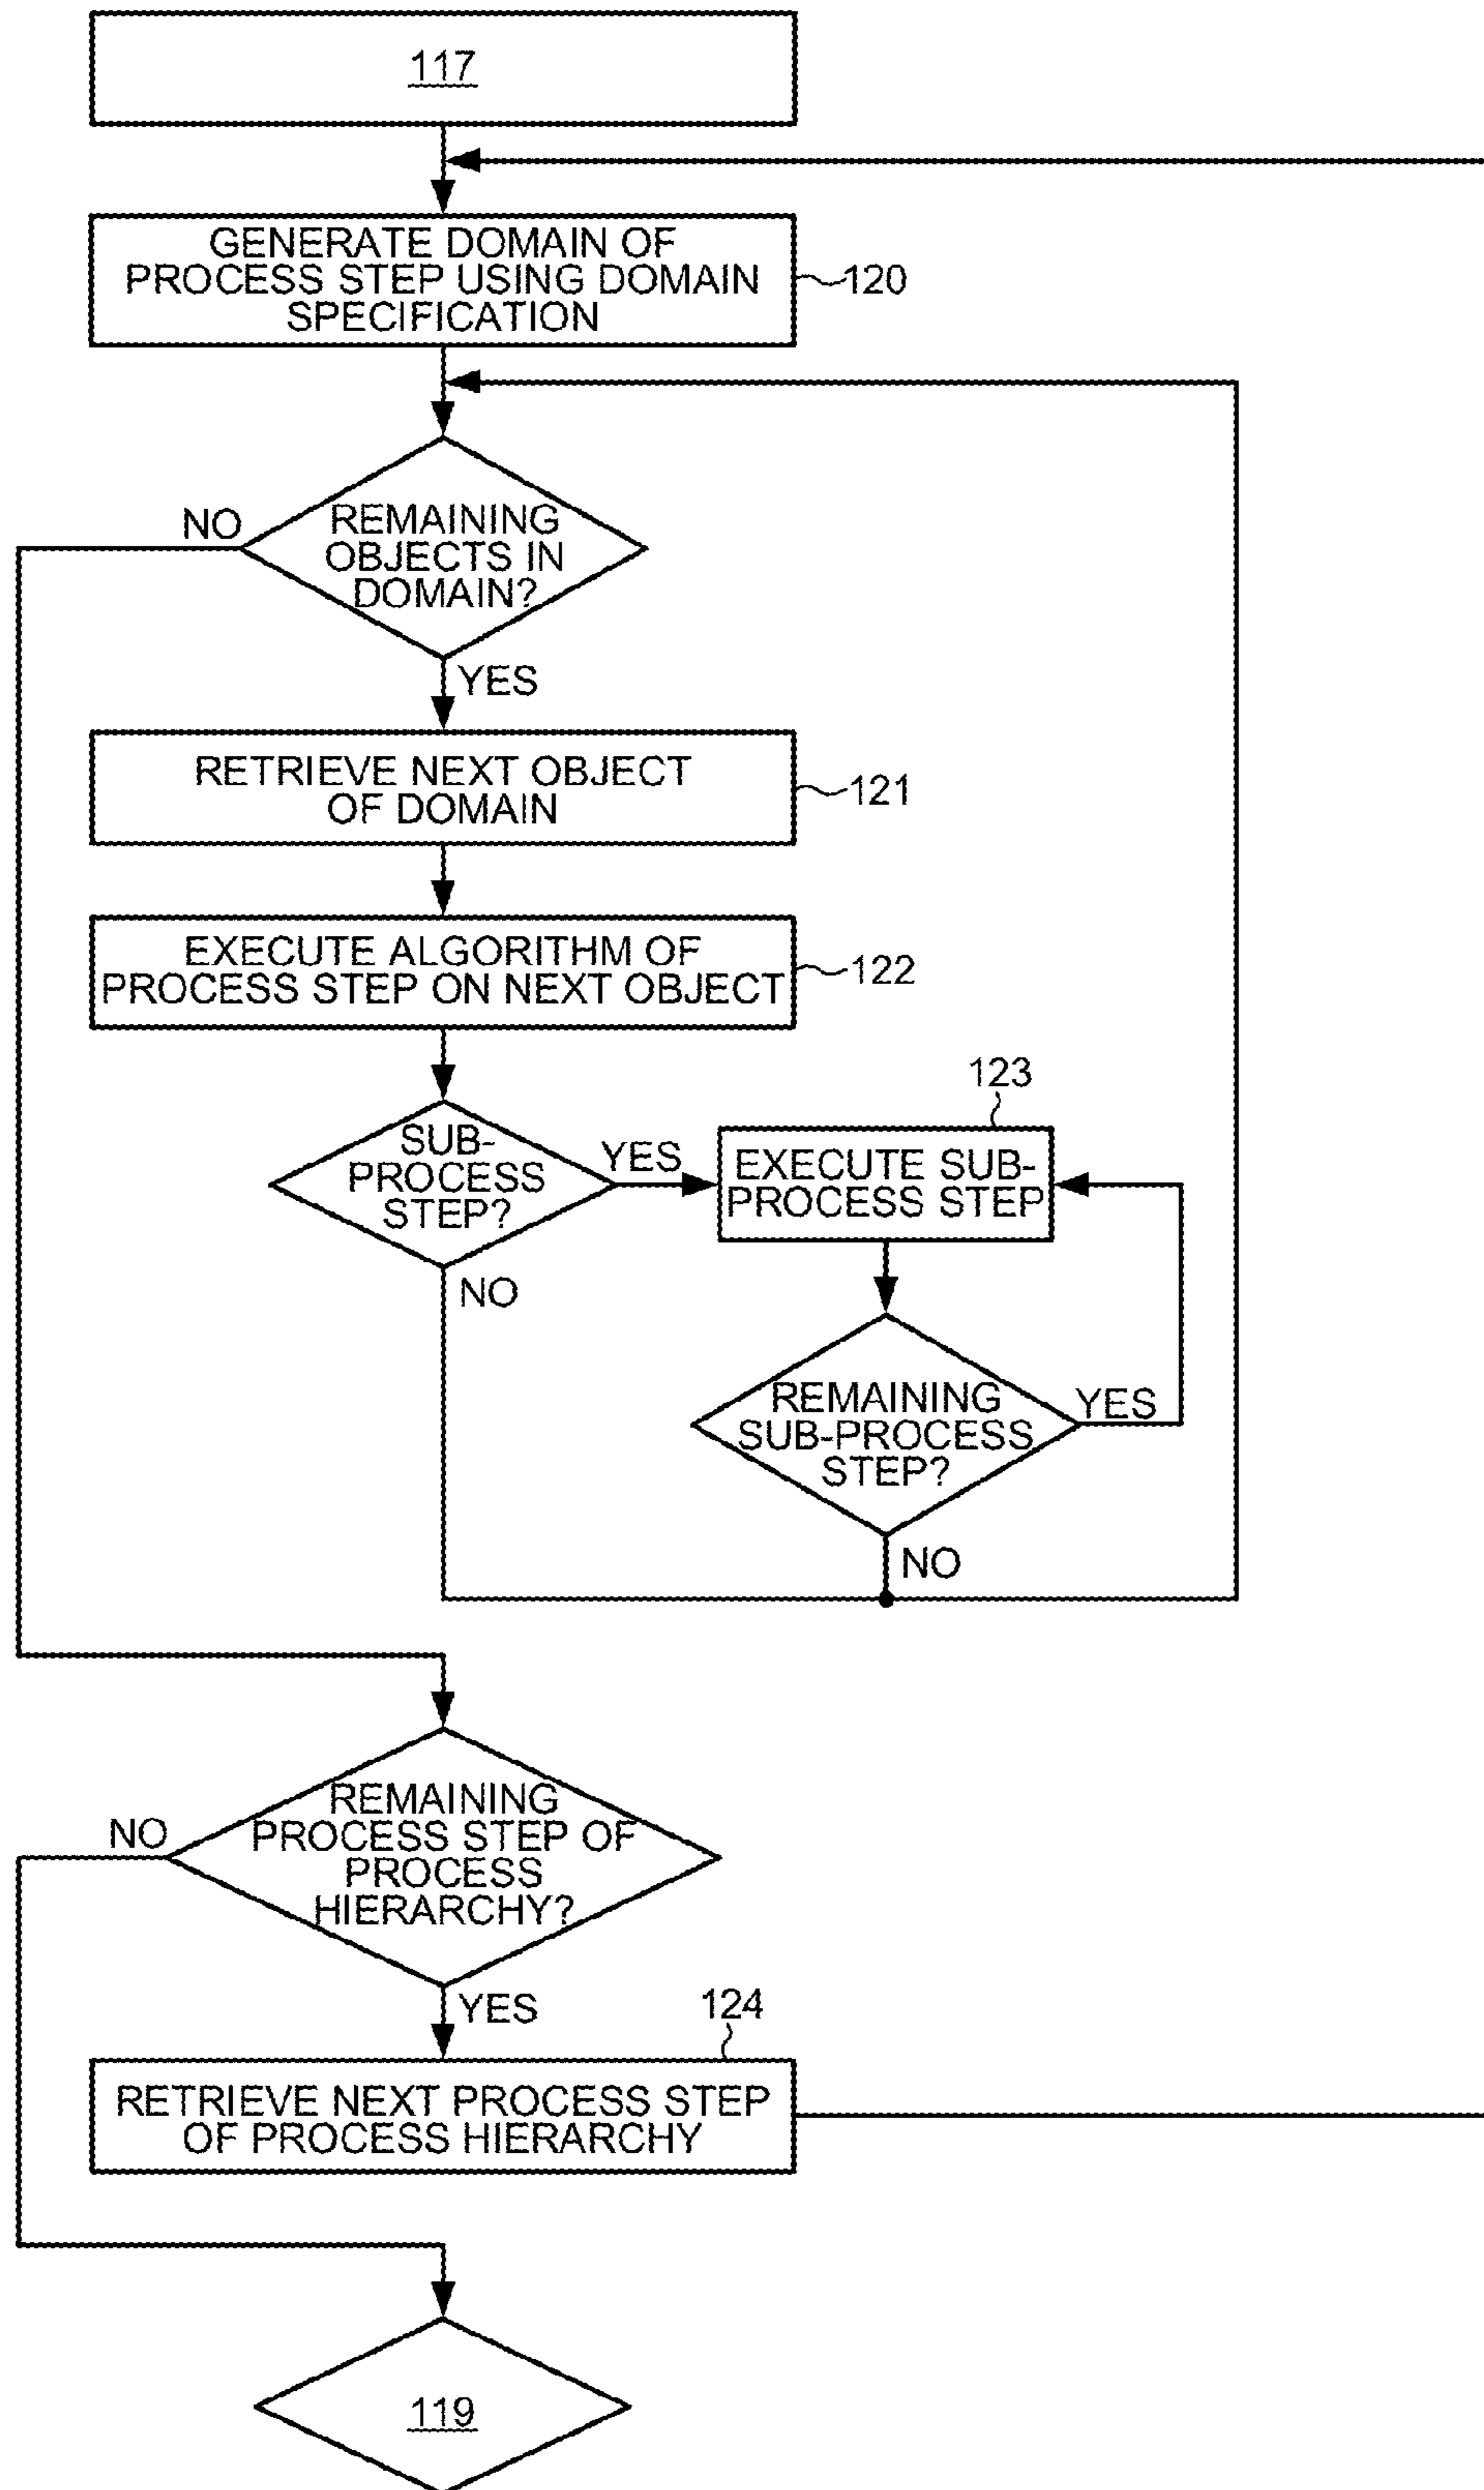 117
GENERATE DOMAIN OF
PROCESS STEP USING DOMAIN
SPECIFICATION
120
NO
REMAINING
OBJECTS IN
DOMAIN?
YES
RETRIEVE NEXT OBJECT
OF DOMAIN
121
EXECUTE ALGORITHM OF
PROCESS STEP ON NEXT OBJECT
122
123
SUB-
PROCESS
STEP?
YES
EXECUTE SUB-
PROCESS STEP
NO
REMAINING
SUB-PROCESS
STEP?
YES
NO
NO
REMAINING
PROCESS STEP OF
PROCESS
HIERARCHY?
YES
124
RETRIEVE NEXT PROCESS STEP
OF PROCESS HIERARCHY
119